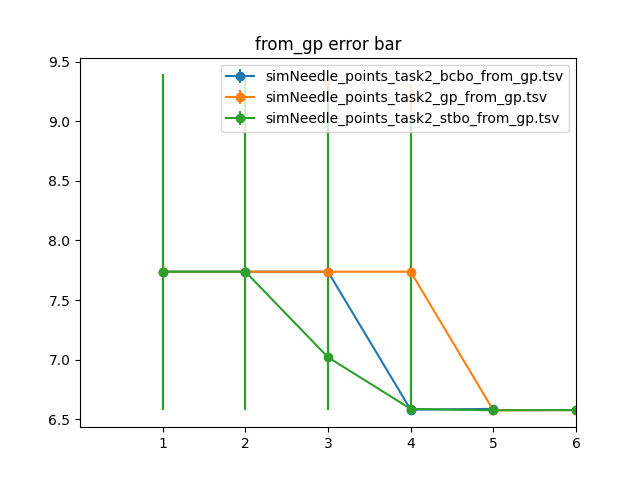 from_gp error bar
simNeedle_points_task2_bcbo_from_gp.tsv
simNeedle_points_task2_gp_from_gp.tsv
simNeedle_points_task2_stbo_from_gp.tsv
9.5
9.0
8.5
8.0
7.5
7.0
6.5
1 2 3 4 5 6